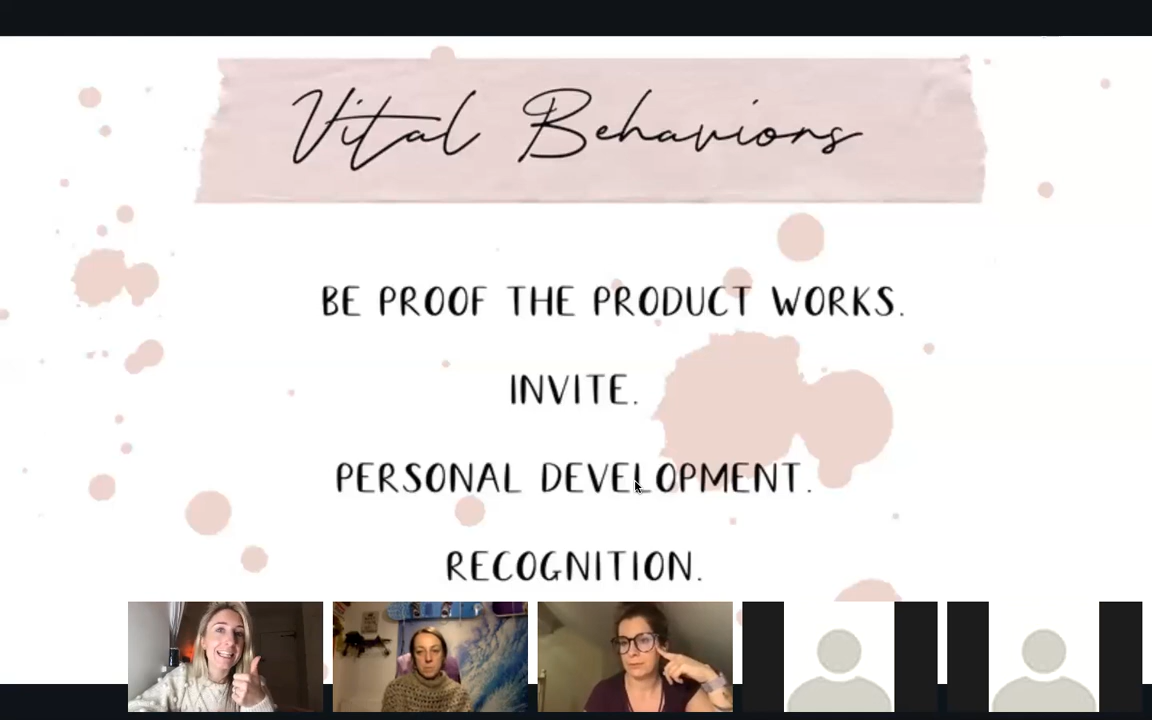 Vital Behaviors
BE PROOF THE PRODUCT WORKS.
INVITE.
PERSONAL DEVELOPMENT.
RECOGNITION.